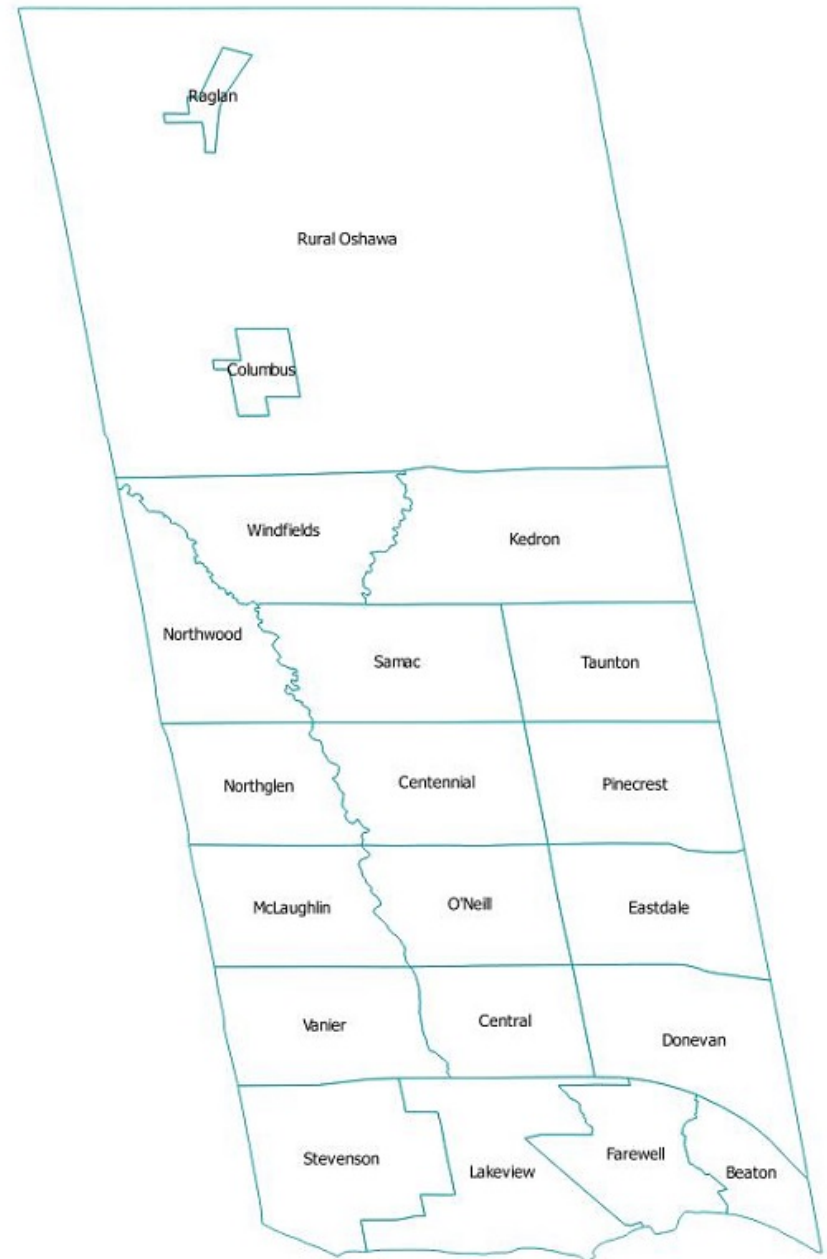 Raglan
Rural Oshawa
Columbus
Windfields
Kedron
Northwood
Samac
Taunton
Northglen
Centennial
Pinecrest
McLaughlin
O'Neill
Eastdale
Vanier
Central
Donevan
Stevenson
Lakeview
Farewell
Beaton